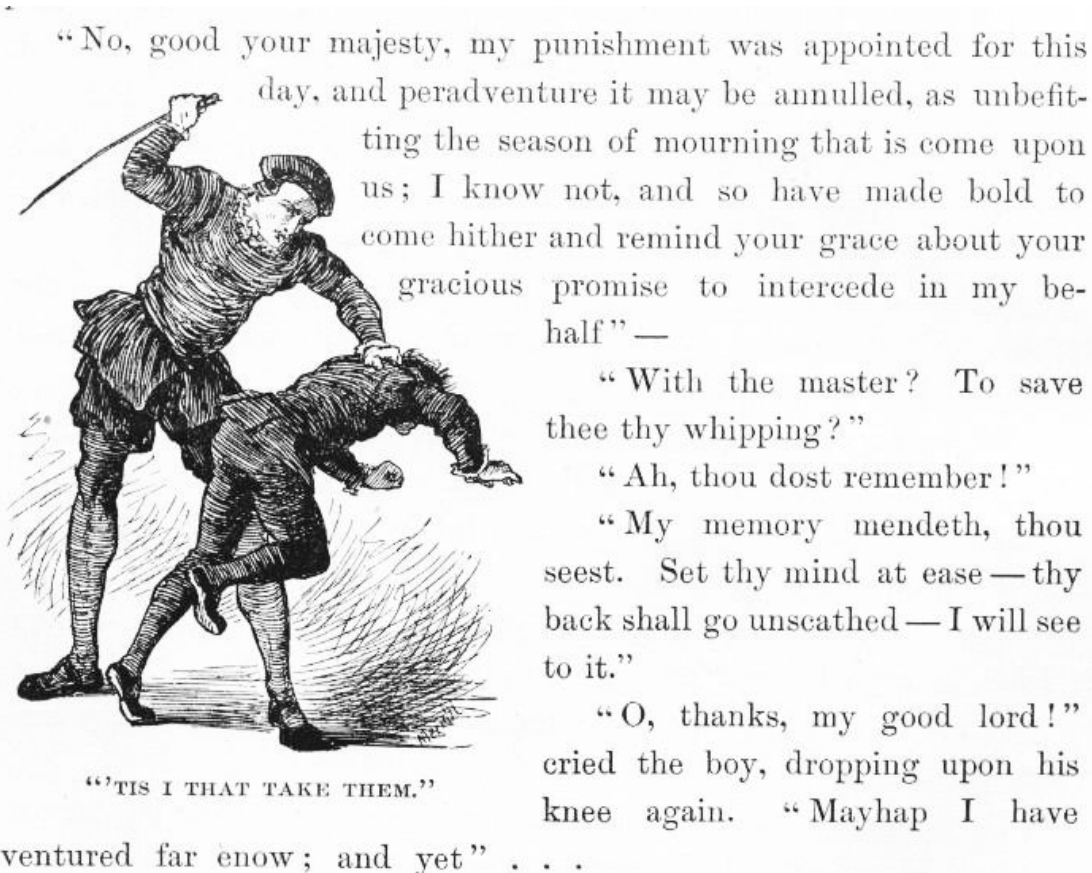 “No, good your majesty, my punishment was appointed for this
day, and peradventure it may be annulled, as unbefit-
ting the season of mourning that is come upon
us; I know not, and so have made bold to
come hither and remind your grace about your
gracious promise to intercede in my be-
half”—
“With the master? To save
thee thy whipping?”
“Ah, thou dost remember!”
“My memory mendeth, thou
seest. Set thy mind at ease—thy
back shall go unscathed—I will see
to it.”
“O, thanks, my good lord!”
cried the boy, dropping upon his
knee again. “Mayhap I have
ventured far enow; and yet” . . .
“’TIS I THAT TAKE THEM.”